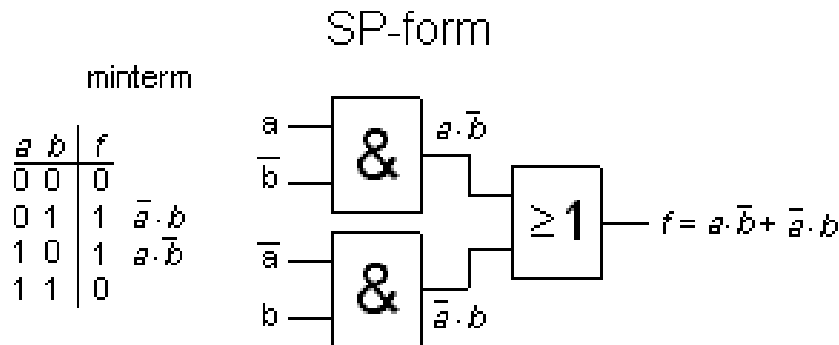 SP-form
minterm
a b f
0 0 0
0 1 1 a̅·b
1 0 1 a·b̅
1 1 0
a
b̅
&
a·b̅
a̅
b
&
a̅·b
≥1
f = a·b̅ + a̅·b